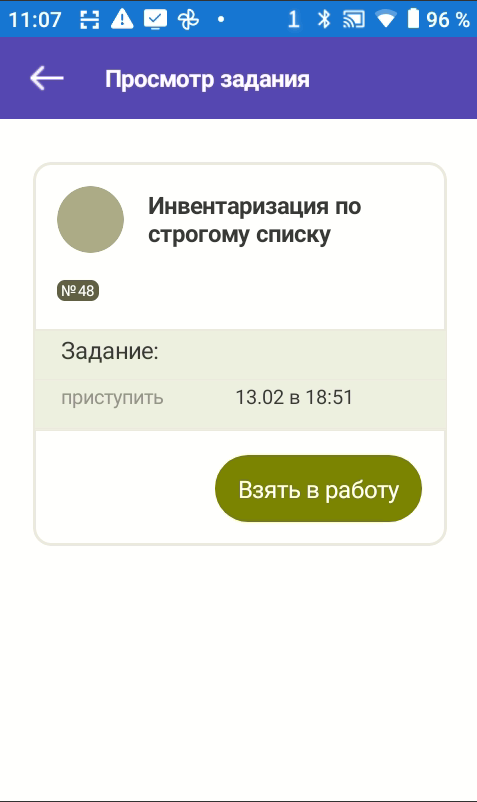 11:07 1 96 %
Просмотр задания
Инвентаризация по
строгому списку
№48
Задание:
приступить 13.02 в 18:51
Взять в работу